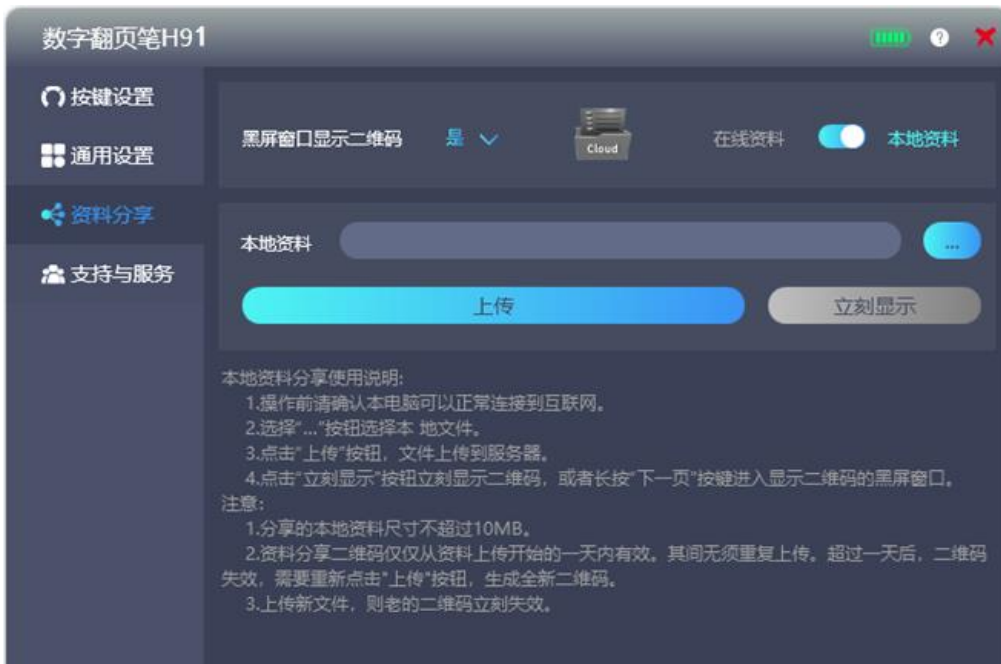 数字翻页笔H91
按键设置
黑屏窗口显示二维码 是 Cloud 在线资料 本地资料
通用设置
资料分享
本地资料 ...
支持与服务
上传 立刻显示
本地资料分享使用说明:
1.操作前请确认本电脑可以正常连接到互联网。
2.选择"..."按钮选择本 地文件。
3.点击"上传"按钮，文件上传到服务器。
4.点击"立刻显示"按钮立刻显示二维码，或者长按"下一页"按键进入显示二维码的黑屏窗口。
注意:
1.分享的本地资料尺寸不超过10MB。
2.资料分享二维码仅仅从资料上传开始的一天内有效。其间无须重复上传。超过一天后，二维码
失效，需要重新点击"上传"按钮，生成全新二维码。
3.上传新文件，则老的二维码立刻失效。